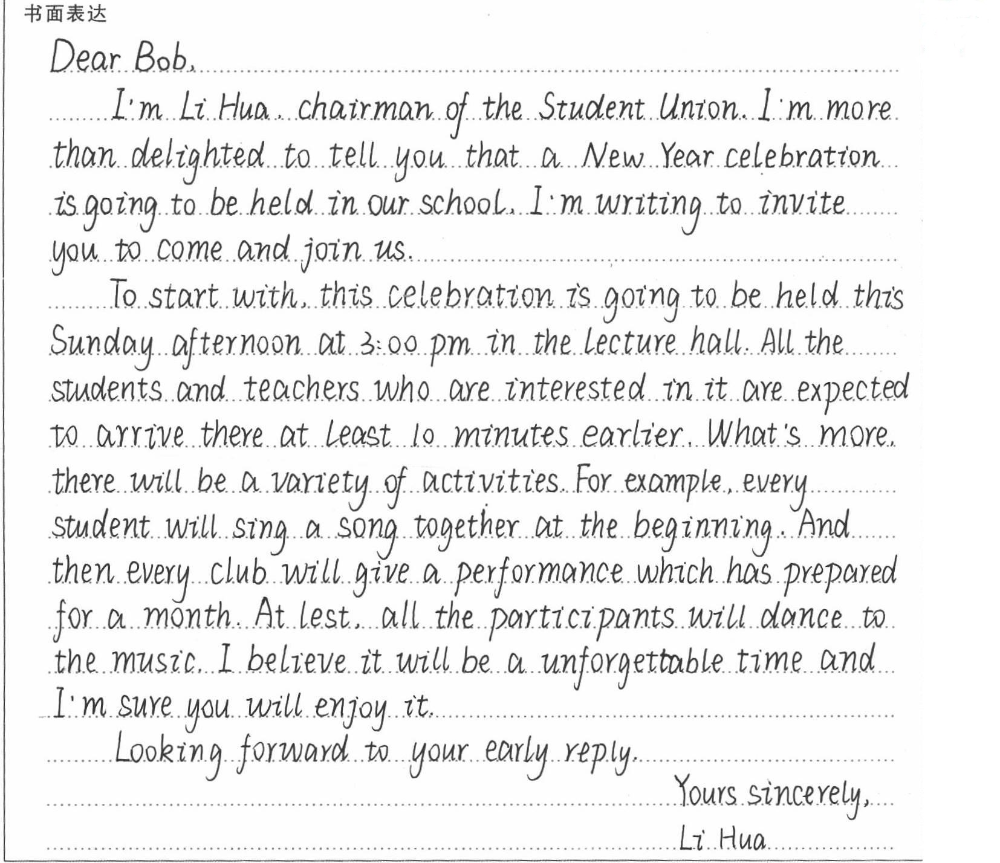 书面表达
Dear Bob,
I'm Li Hua, chairman of the Student Union. I'm more
than delighted to tell you that a New Year celebration
is going to be held in our school. I'm writing to invite
you to come and join us.
To start with, this celebration is going to be held this
Sunday afternoon at 3:00 pm in the lecture hall. All the
students and teachers who are interested in it are expected
to arrive there at least 10 minutes earlier. What's more,
there will be a variety of activities. For example, every
student will sing a song together at the beginning. And
then every club will give a performance which has prepared
for a month. At lest, all the participants will dance to
the music. I believe it will be a unforgettable time and
I'm sure you will enjoy it.
Looking forward to your early reply.
Yours sincerely,
Li Hua